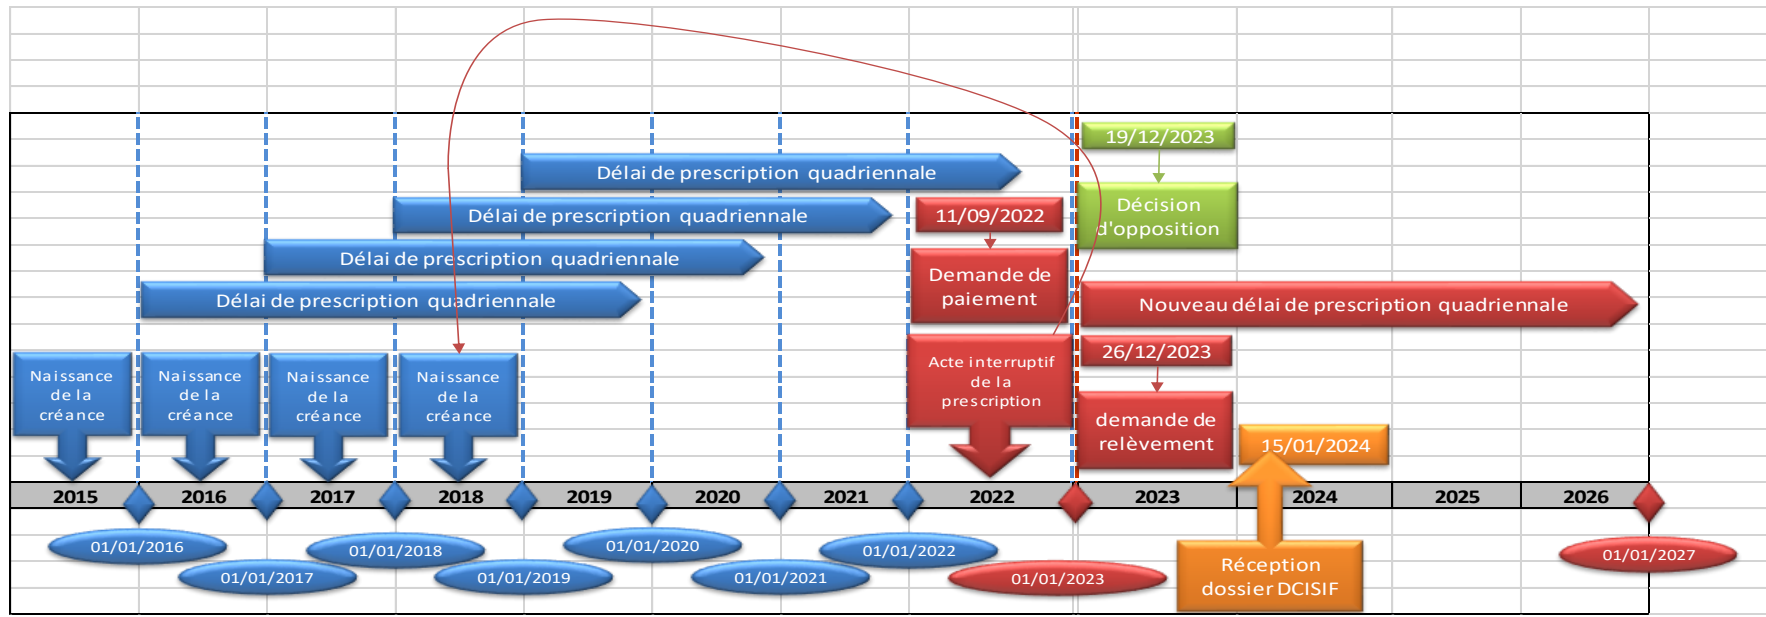 19/12/2023
Délai de prescription quadriennale
Décision
d'opposition
11/09/2022
Délai de prescription quadriennale
Délai de prescription quadriennale
Demande de
paiement
Délai de prescription quadriennale
Nouveau délai de prescription quadriennale
Naissance
de la
créance
Naissance
de la
créance
Naissance
de la
créance
Naissance
de la
créance
Acte interruptif
de la
prescription
26/12/2023
demande de
relèvement
15/01/2024
2015 2016 2017 2018 2019 2020 2021 2022 2023 2024 2025 2026
01/01/2016
01/01/2017
01/01/2018
01/01/2019
01/01/2020
01/01/2021
01/01/2022
01/01/2023
Réception
dossier DCISIF
01/01/2027